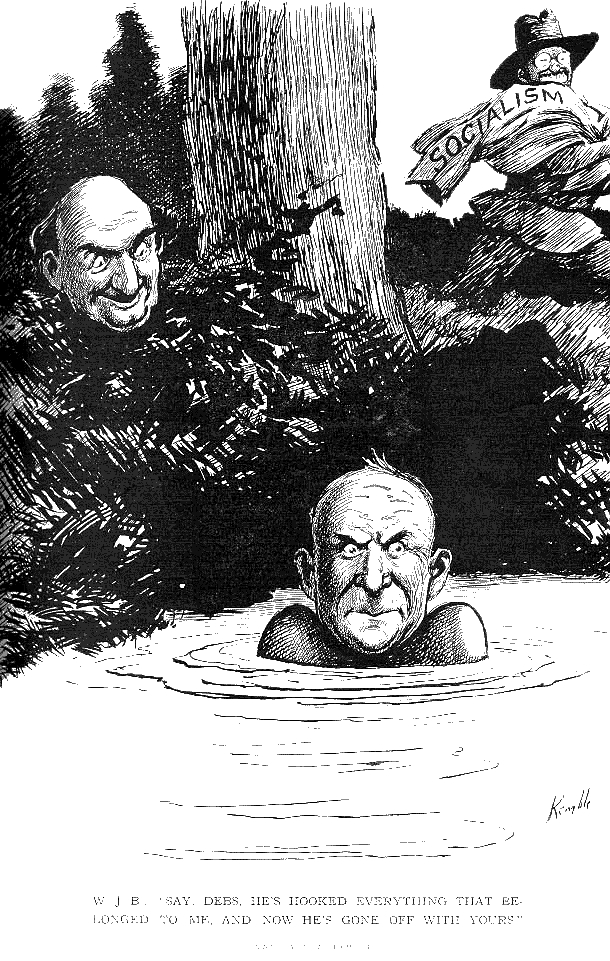 SOCIALISM
Kemble
W. J. B.: "SAY, DEBS, HE'S HOOKED EVERYTHING THAT BE-
LONGED TO ME, AND NOW HE'S GONE OFF WITH YOURS"